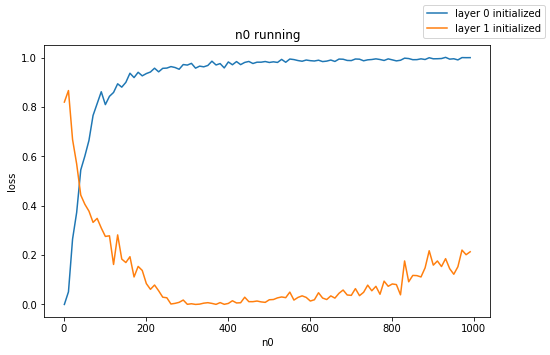 layer 0 initialized
layer 1 initialized
n0 running
1.0
0.8
0.6
0.4
0.2
0.0
loss
0
200
400
600
800
1000
n0